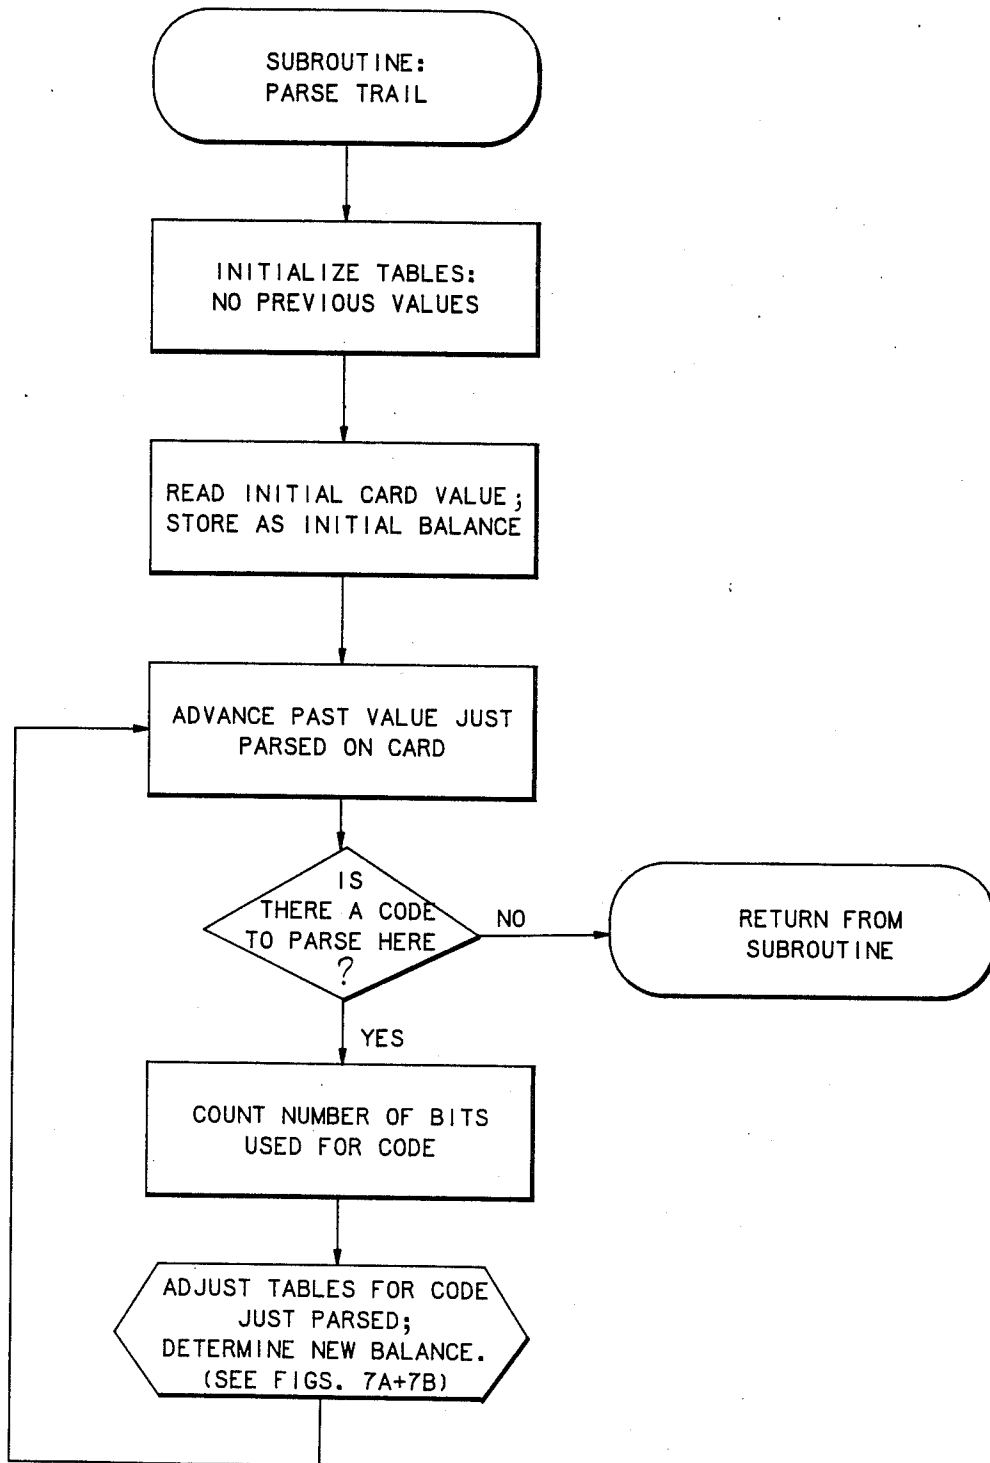 SUBROUTINE:
PARSE TRAIL
INITIALIZE TABLES:
NO PREVIOUS VALUES
READ INITIAL CARD VALUE;
STORE AS INITIAL BALANCE
ADVANCE PAST VALUE JUST
PARSED ON CARD
IS
THERE A CODE
TO PARSE HERE
?
NO
RETURN FROM
SUBROUTINE
YES
COUNT NUMBER OF BITS
USED FOR CODE
ADJUST TABLES FOR CODE
JUST PARSED;
DETERMINE NEW BALANCE.
(SEE FIGS. 7A+7B)